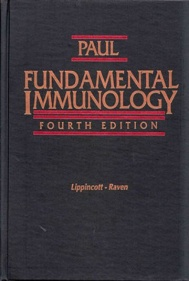 PAUL
FUNDAMENTAL
IMMUNOLOGY
FOURTH EDITION
Lippincott - Raven